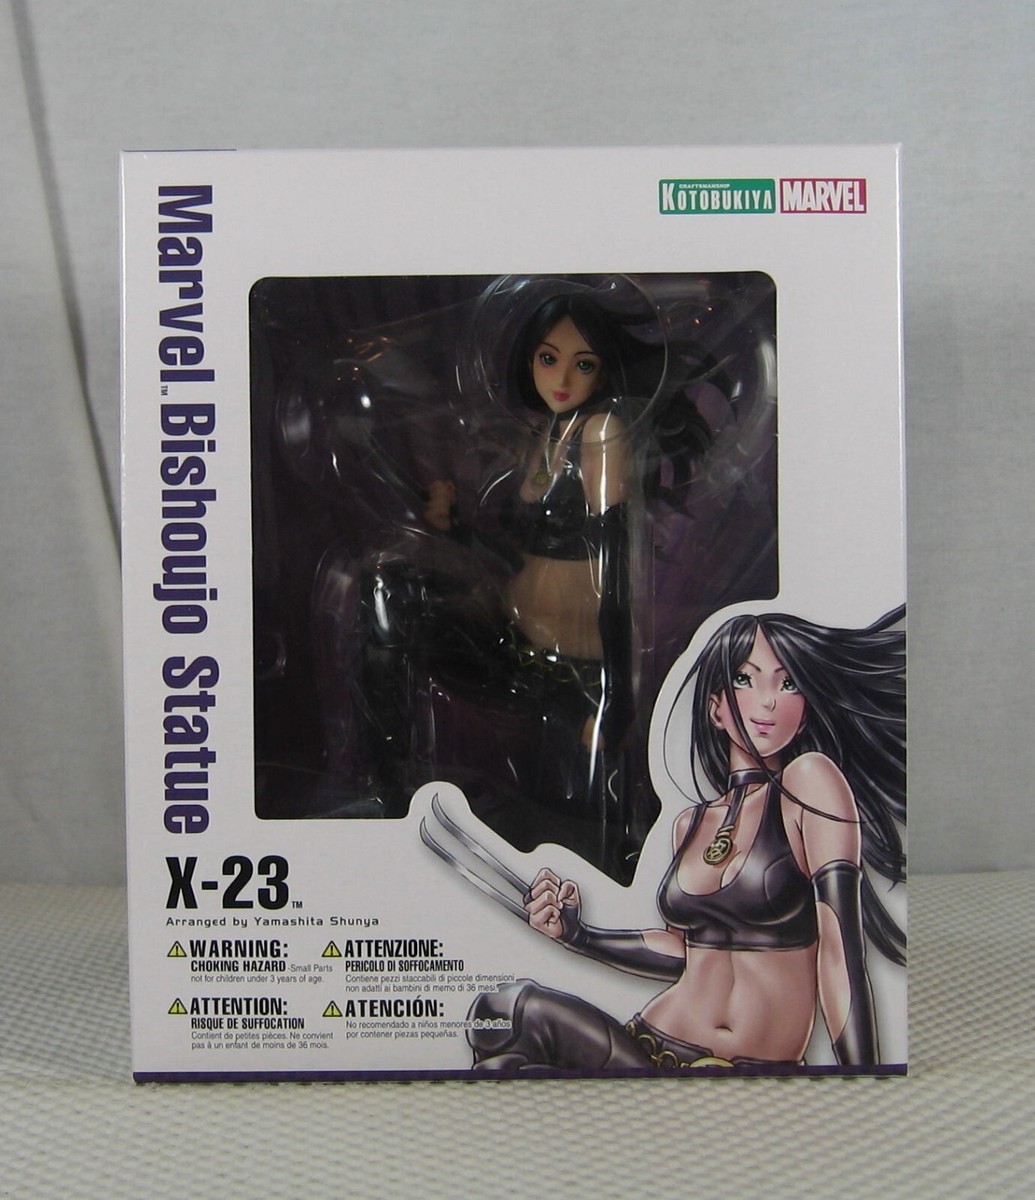 CRAFTSMANSHIP
KOTOBUKIYA MARVEL
Marvel™ Bishoujo Statue
X-23™
Arranged by Yamashita Shunya
WARNING:
CHOKING HAZARD -Small Parts
not for children under 3 years of age.
ATTENZIONE:
PERICOLO DI SOFFOCAMENTO
Contiene pezzi staccabili di piccole dimensioni,
non adatti ai bambini di memo di 36 mesi.
ATTENTION:
RISQUE DE SUFFOCATION
Contient de petites pièces. Ne convient
pas à un enfant de moins de 36 mois.
ATENCIÓN:
No recomendado a niños menores de 3 años
por contener piezas pequeñas.